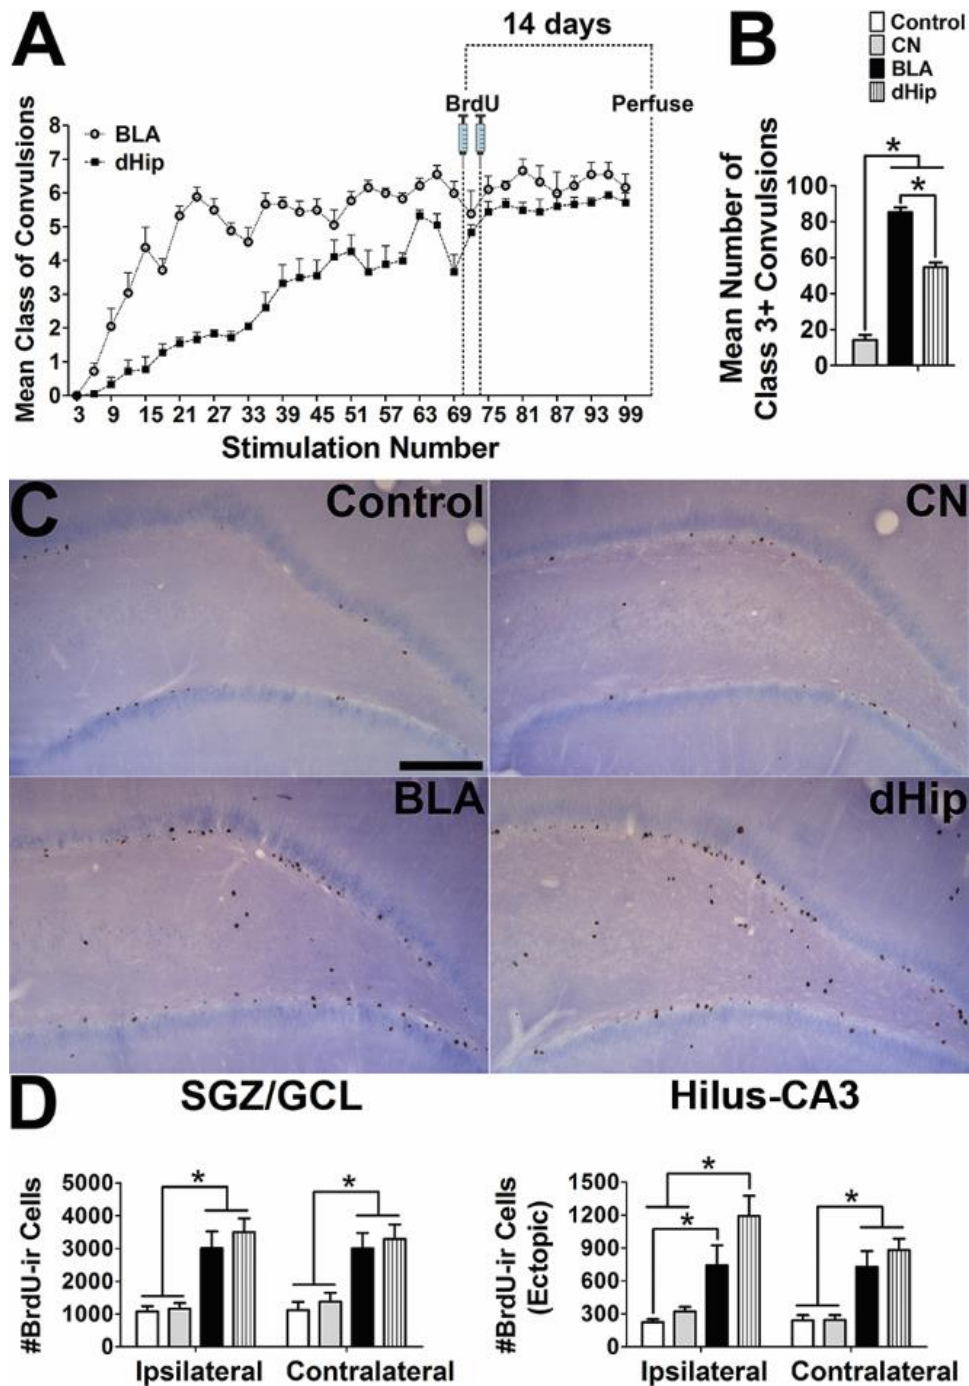 A
14 days
BrdU
Perfuse
8
7
6
5
4
3
2
1
0
BLA
dHip
Mean Class of Convulsions
3 9 15 21 27 33 39 45 51 57 63 69 75 81 87 93 99
Stimulation Number
B
Control
CN
BLA
dHip
*
*
100
80
60
40
20
0
Mean Number of
Class 3+ Convulsions
C
Control
CN
BLA
dHip
D
SGZ/GCL
#BrdU-ir Cells
5000
4000
3000
2000
1000
0
*
*
Ipsilateral Contralateral
Hilus-CA3
#BrdU-ir Cells
(Ectopic)
1500
1200
900
600
300
0
*
*
*
Ipsilateral Contralateral